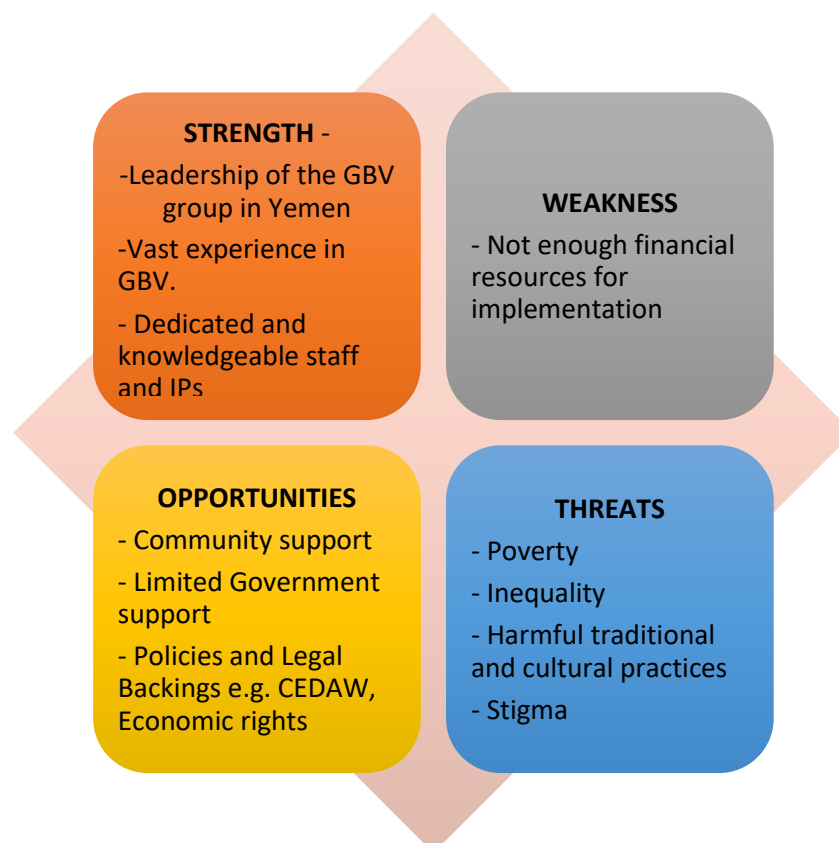 STRENGTH -
-Leadership of the GBV
group in Yemen
-Vast experience in
GBV.
- Dedicated and
knowledgeable staff
and IPs
WEAKNESS
- Not enough financial
resources for
implementation
OPPORTUNITIES
- Community support
- Limited Government
support
- Policies and Legal
Backings e.g. CEDAW,
Economic rights
THREATS
- Poverty
- Inequality
- Harmful traditional
and cultural practices
- Stigma